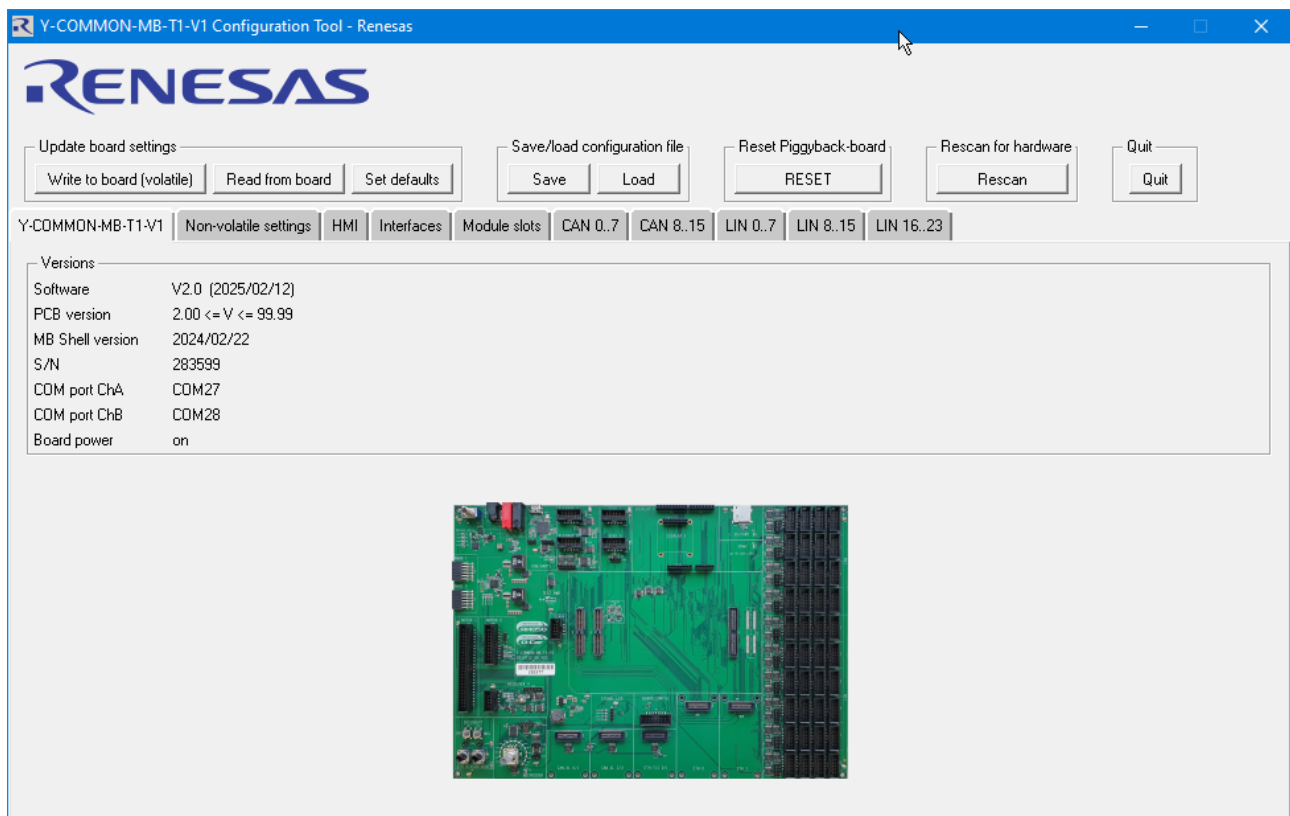 Y-COMMON-MB-T1-V1 Configuration Tool - Renesas
RENESAS
Update board settings
Save/load configuration file
Reset Piggyback-board
Rescan for hardware
Quit
Write to board (volatile)
Read from board
Set defaults
Save
Load
RESET
Rescan
Quit
Y-COMMON-MB-T1-V1
Non-volatile settings
HMI
Interfaces
Module slots
CAN 0..7
CAN 8..15
LIN 0..7
LIN 8..15
LIN 16..23
Versions
Software V2.0 (2025/02/12)
PCB version 2.00 <= V <= 99.99
MB Shell version 2024/02/22
S/N 283599
COM port ChA COM27
COM port ChB COM28
Board power on